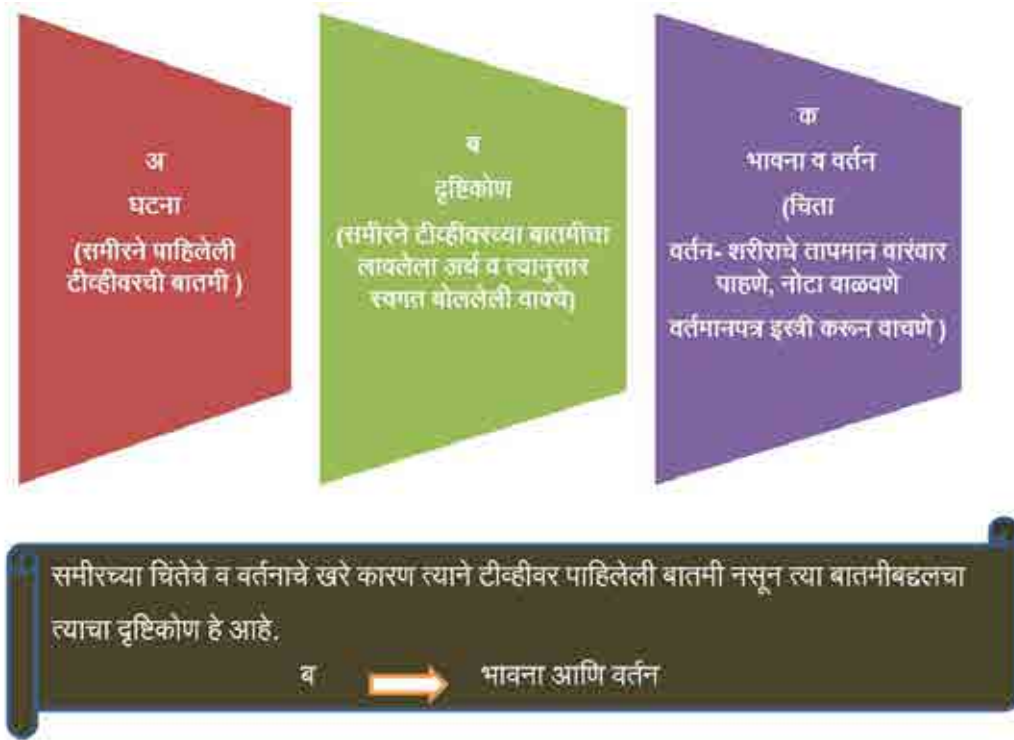 अ
घटना
(समीरने पाहिलेली
टीव्हीवरची बातमी )
ब
दृष्टिकोण
(समीरने टीव्हीवरच्या बातमीचा
लावलेला अर्थ व त्यानुसार
स्वगत बोललेली वाक्ये)
क
भावना व वर्तन
(चिंता
वर्तन- शरीराचे तापमान वारंवार
पाहणे, नोटा वाळवणे
वर्तमानपत्र इस्त्री करून वाचणे )
समीरच्या चिंतेचे व वर्तनाचे खरे कारण त्याने टीव्हीवर पाहिलेली बातमी नसून त्या बातमीबद्दलचा
त्याचा दृष्टिकोण हे आहे.
ब भावना आणि वर्तन